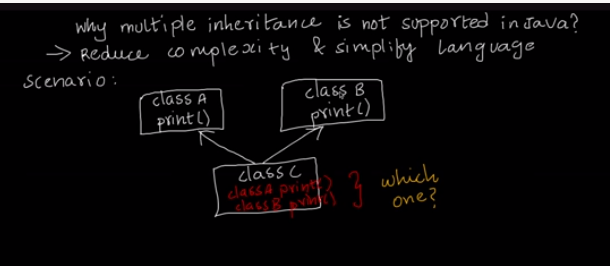 why multiple inheritance is not supported in Java?
→ Reduce complexity & simplify Language
scenario:
class A
print()
class B
print()
class C
class A print()
class B print()
which
one?